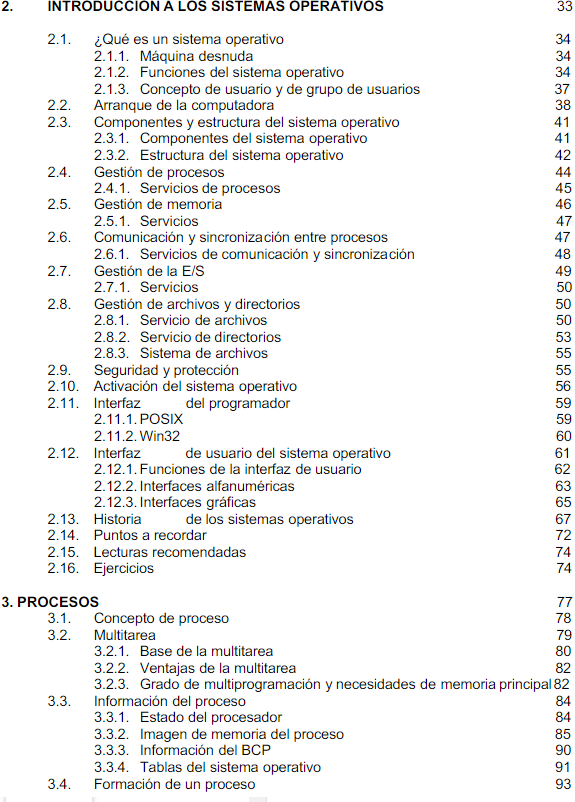 2. INTRODUCCION A LOS SISTEMAS OPERATIVOS 33
2.1. ¿Qué es un sistema operativo 34
2.1.1. Máquina desnuda 34
2.1.2. Funciones del sistema operativo 34
2.1.3. Concepto de usuario y de grupo de usuarios 37
2.2. Arranque de la computadora 38
2.3. Componentes y estructura del sistema operativo 41
2.3.1. Componentes del sistema operativo 41
2.3.2. Estructura del sistema operativo 42
2.4. Gestión de procesos 44
2.4.1. Servicios de procesos 45
2.5. Gestión de memoria 46
2.5.1. Servicios 47
2.6. Comunicación y sincronización entre procesos 47
2.6.1. Servicios de comunicación y sincronización 48
2.7. Gestión de la E/S 49
2.7.1. Servicios 50
2.8. Gestión de archivos y directorios 50
2.8.1. Servicio de archivos 50
2.8.2. Servicio de directorios 53
2.8.3. Sistema de archivos 55
2.9. Seguridad y protección 55
2.10. Activación del sistema operativo 56
2.11. Interfaz del programador 59
2.11.1. POSIX 59
2.11.2. Win32 60
2.12. Interfaz de usuario del sistema operativo 61
2.12.1. Funciones de la interfaz de usuario 62
2.12.2. Interfaces alfanuméricas 63
2.12.3. Interfaces gráficas 65
2.13. Historia de los sistemas operativos 67
2.14. Puntos a recordar 72
2.15. Lecturas recomendadas 74
2.16. Ejercicios 74
3. PROCESOS 77
3.1. Concepto de proceso 78
3.2. Multitarea 79
3.2.1. Base de la multitarea 80
3.2.2. Ventajas de la multitarea 82
3.2.3. Grado de multiprogramación y necesidades de memoria principal 82
3.3. Información del proceso 84
3.3.1. Estado del procesador 84
3.3.2. Imagen de memoria del proceso 85
3.3.3. Información del BCP 90
3.3.4. Tablas del sistema operativo 91
3.4. Formación de un proceso 93